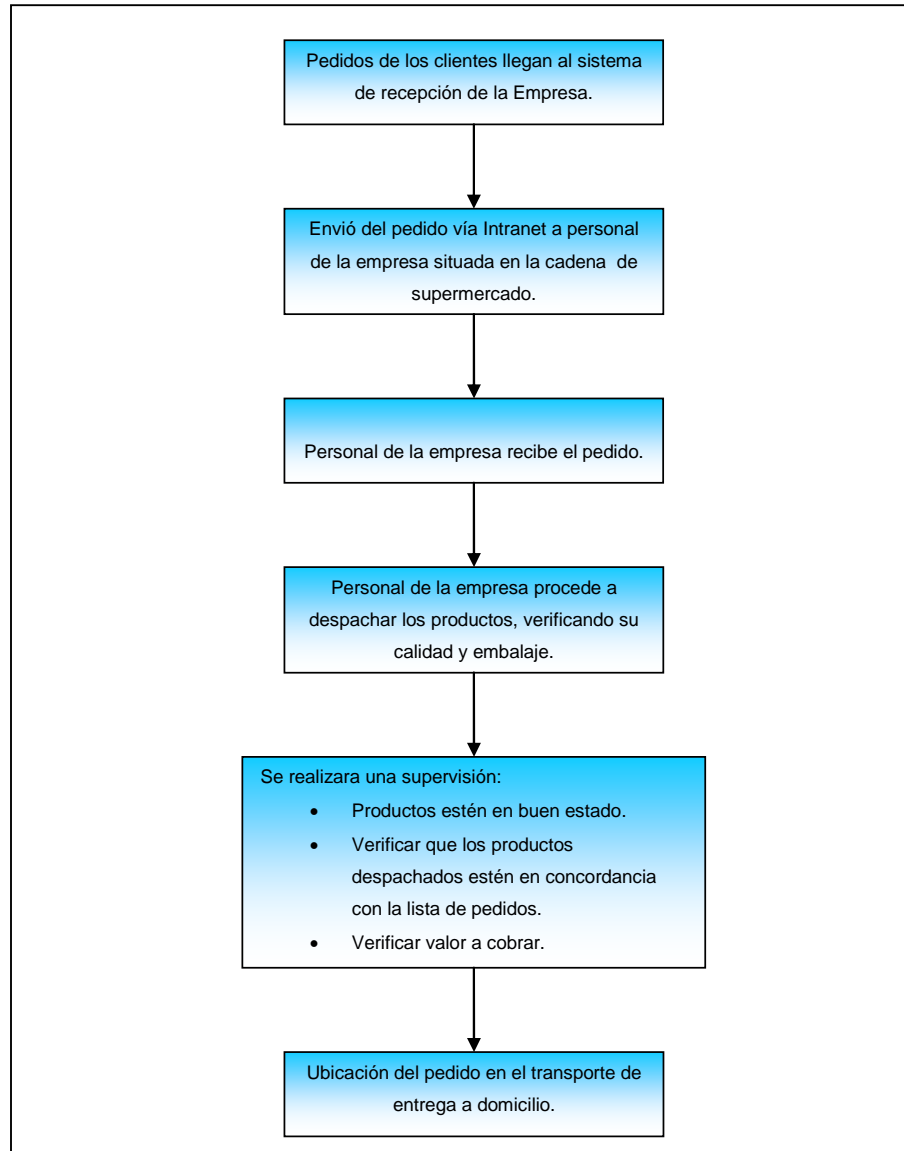 Pedidos de los clientes llegan al sistema
de recepción de la Empresa.
Envió del pedido vía Intranet a personal
de la empresa situada en la cadena  de
supermercado.
Personal de la empresa recibe el pedido.
Personal de la empresa procede a
despachar los productos, verificando su
calidad y embalaje.
Se realizara una supervisión:
• Productos estén en buen estado.
• Verificar que los productos
despachados estén en concordancia
con la lista de pedidos.
• Verificar valor a cobrar.
Ubicación del pedido en el transporte de
entrega a domicilio.